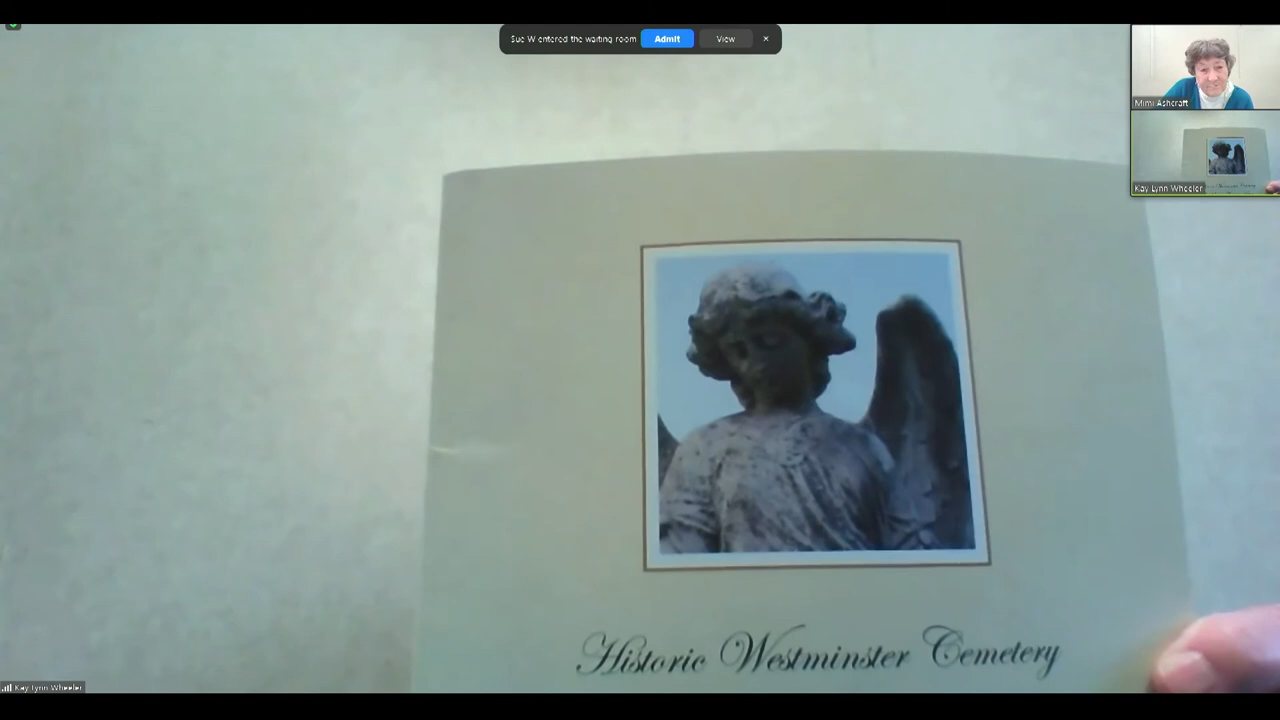 Sue W entered the waiting room
Admit
View
Mimi Ashcraft
Kay Lynn Wheeler
Historic Westminster Cemetery
Kay Lynn Wheeler